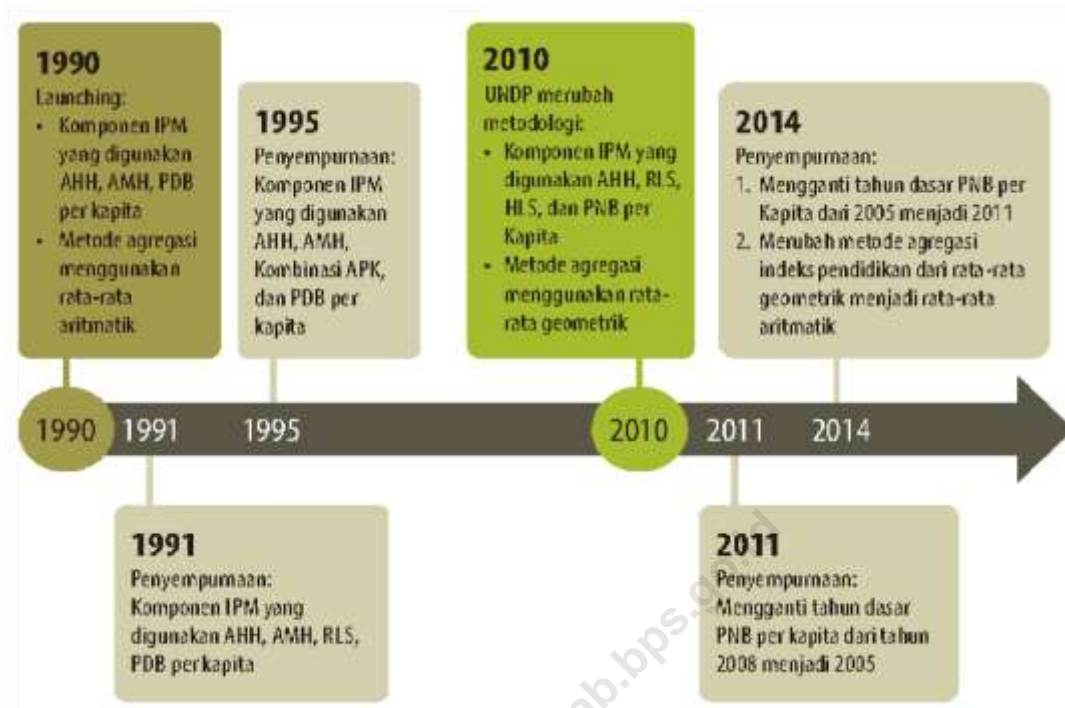 1990
Launching:
• Komponen IPM
yang digunakan
AHH, AMH, PDB
per kapita
• Metode agregasi
menggunakan
rata-rata
aritmatik
1995
Penyempurnaan:
Komponen IPM
yang digunakan
AHH, AMH,
Kombinasi APK,
dan PDB per
kapita
2010
UNDP merubah
metodologi:
• Komponen IPM yang
digunakan AHH, RLS,
HLS, dan PNB per
Kapita
• Metode agregasi
menggunakan rata-
rata geometrik
2014
Penyempurnaan:
1. Mengganti tahun dasar PNB per
Kapita dari 2005 menjadi 2011
2. Merubah metode agregasi
indeks pendidikan dari rata-rata
geometrik menjadi rata-rata
aritmatik
1990 1991 1995 2010 2011 2014
1991
Penyempurnaan:
Komponen IPM yang
digunakan AHH, AMH, RLS,
PDB per kapita
2011
Penyempurnaan:
Mengganti tahun dasar
PNB per kapita dari tahun
2008 menjadi 2005